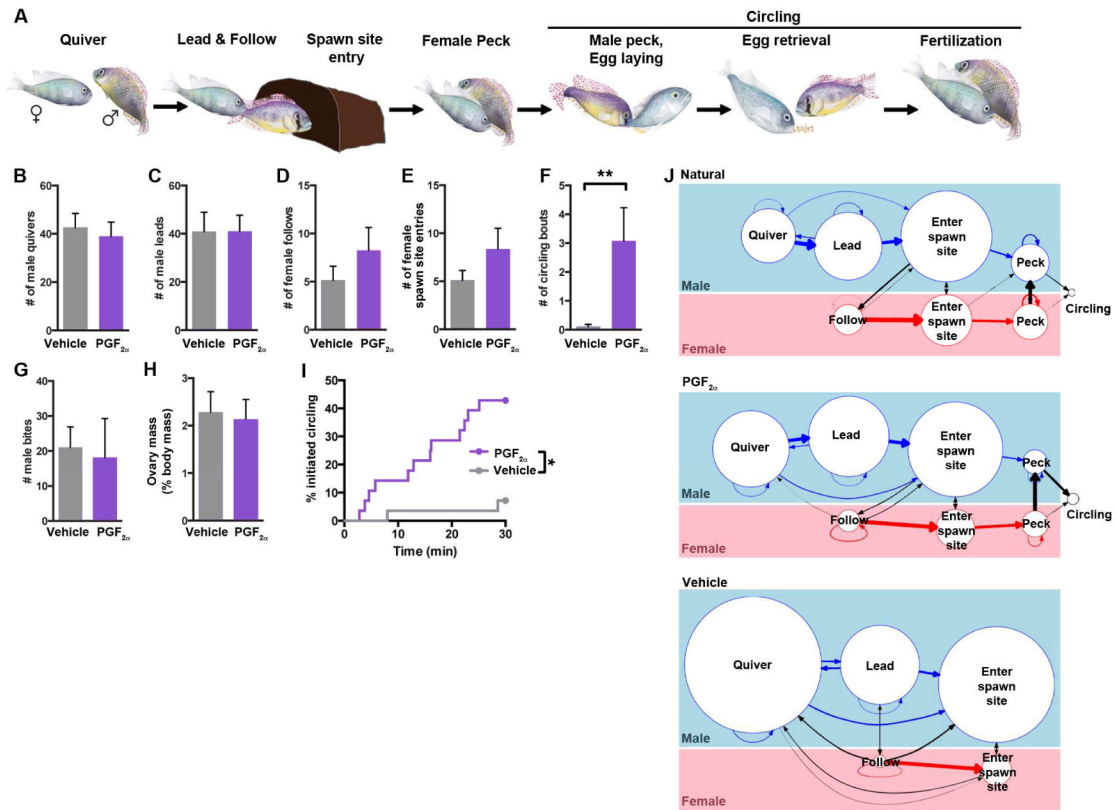 A
Circling
Quiver
Lead & Follow
Spawn site
entry
Female Peck
Male peck,
Egg laying
Egg retrieval
Fertilization
♀
♂
B
# of male quivers
60
40
20
0
Vehicle PGF2α
C
# of male leads
60
40
20
0
Vehicle PGF2α
D
# of female follows
15
10
5
0
Vehicle PGF2α
E
# of female
spawn site entries
15
10
5
0
Vehicle PGF2α
F
**
# of circling bouts
5
4
3
2
1
0
Vehicle PGF2α
G
# male bites
40
30
20
10
0
Vehicle PGF2α
H
Ovary mass
(% body mass)
3
2
1
0
Vehicle PGF2α
I
% initiated circling
50
40
30
20
10
0
PGF2α
Vehicle
*
0 10 20 30
Time (min)
J
Natural
Quiver
Lead
Enter
spawn
site
Peck
Male
Circling
Follow
Enter
spawn
site
Peck
Female
PGF2α
Quiver
Lead
Enter
spawn
site
Peck
Male
Circling
Follow
Enter
spawn
site
Peck
Female
Vehicle
Quiver
Lead
Enter
spawn
site
Male
Follow
Enter
spawn
site
Female